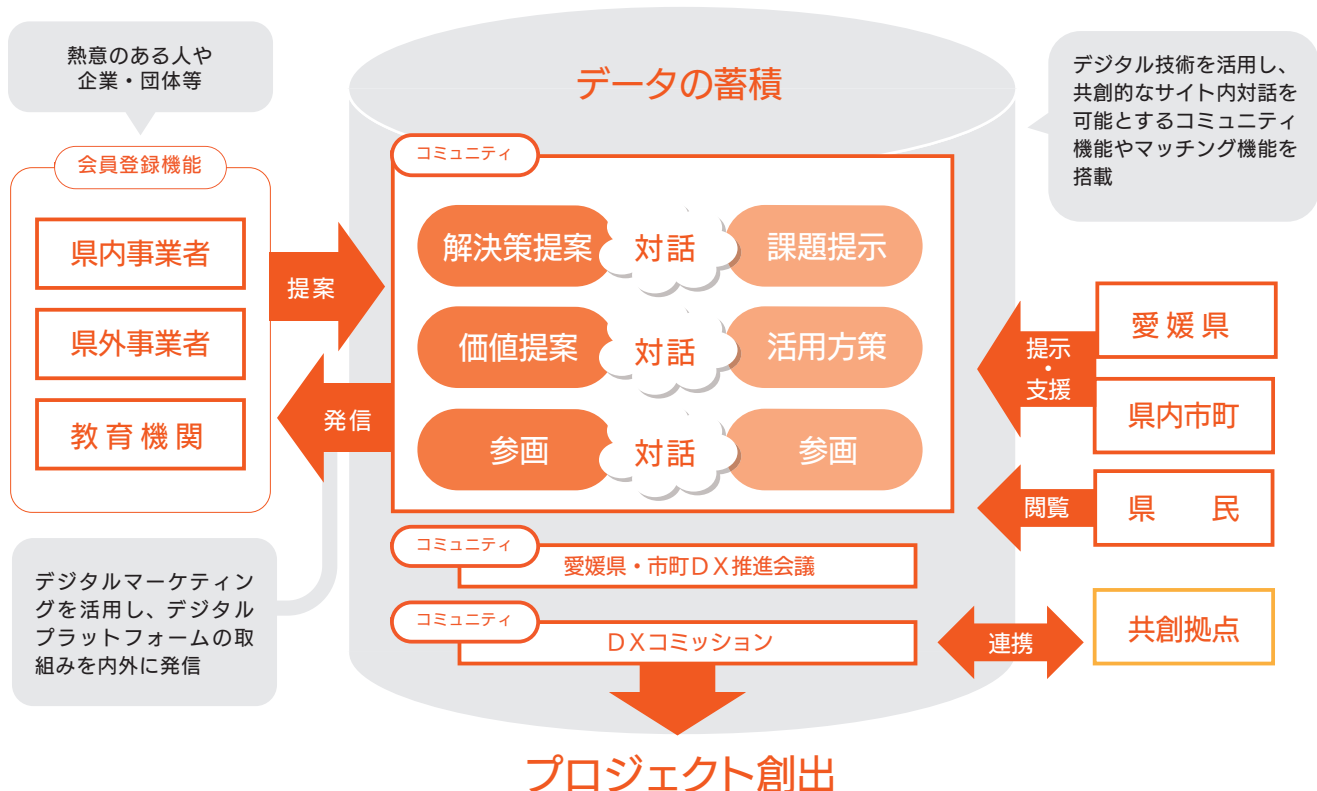 熱意のある人や
企業・団体等
会員登録機能
県内事業者
県外事業者
教育機関
デジタルマーケティン
グを活用し、デジタル
プラットフォームの取
組みを内外に発信
提案
発信
データの蓄積
コミュニティ
解決策提案
対話
課題提示
価値提案
対話
活用方策
参画
対話
参画
コミュニティ
愛媛県・市町DX推進会議
コミュニティ
DXコミッション
プロジェクト創出
デジタル技術を活用し、
共創的なサイト内対話を
可能とするコミュニティ
機能やマッチング機能を
搭載
提示
・
支援
愛媛県
県内市町
閲覧
県　民
連携
共創拠点